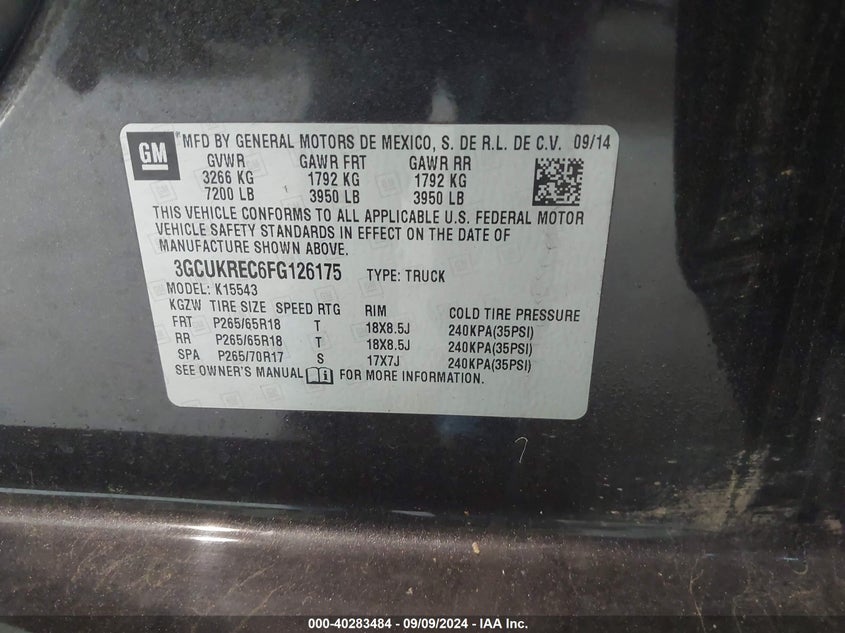 GM
MFD BY GENERAL MOTORS DE MEXICO, S. DE R.L. DE C.V. 09/14
GVWR GAWR FRT GAWR RR
3266 KG 1792 KG 1792 KG
7200 LB 3950 LB 3950 LB
THIS VEHICLE CONFORMS TO ALL APPLICABLE U.S. FEDERAL MOTOR
VEHICLE SAFETY STANDARDS IN EFFECT ON THE DATE OF
MANUFACTURE SHOWN ABOVE.
3GCUKREC6FG126175 TYPE: TRUCK
MODEL: K15543
KGZW TIRE SIZE SPEED RTG RIM COLD TIRE PRESSURE
FRT P265/65R18 T 18X8.5J 240KPA(35PSI)
RR P265/65R18 T 18X8.5J 240KPA(35PSI)
SPA P265/70R17 S 17X7J 240KPA(35PSI)
SEE OWNER'S MANUAL FOR MORE INFORMATION.
000-40283484 - 09/09/2024 - IAA Inc.